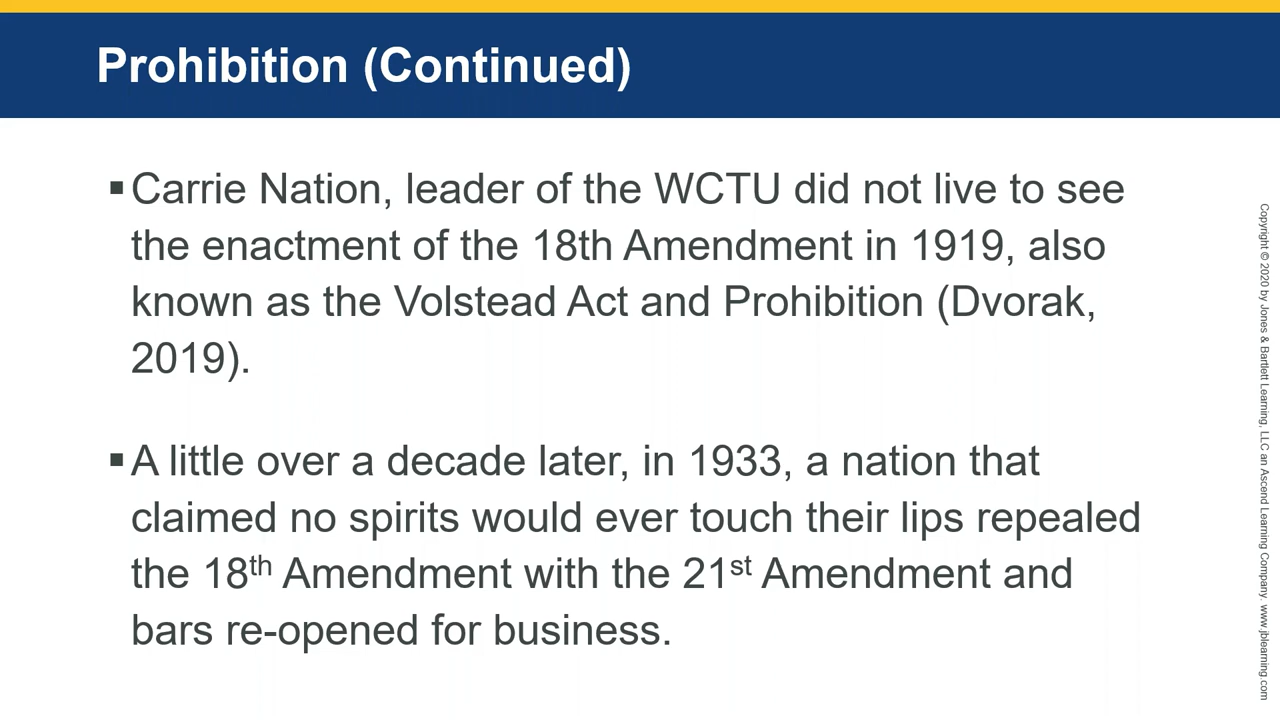 Prohibition (Continued)
▪Carrie Nation, leader of the WCTU did not live to see
the enactment of the 18th Amendment in 1919, also
known as the Volstead Act and Prohibition (Dvorak,
2019).
▪A little over a decade later, in 1933, a nation that
claimed no spirits would ever touch their lips repealed
the 18th Amendment with the 21st Amendment and
bars re-opened for business.
Copyright © 2020 by Jones & Bartlett Learning, LLC an Ascend Learning Company. www.jblearning.com